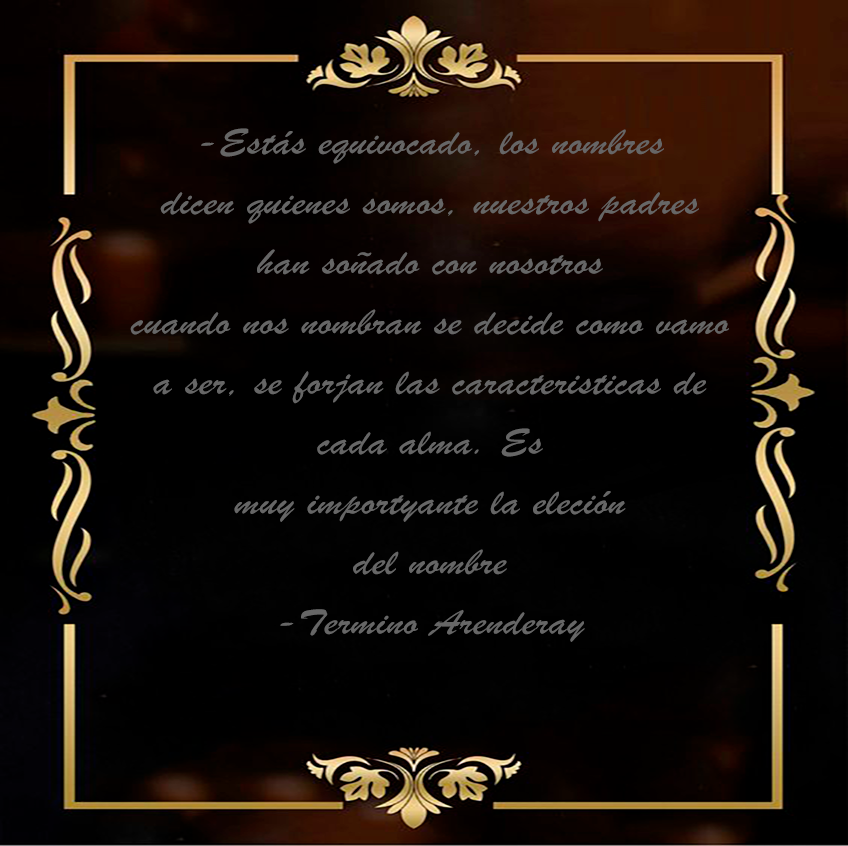 -Estás equivocado, los nombres
dicen quienes somos, nuestros padres
han soñado con nosotros
cuando nos nombran se decide como vamo
a ser, se forjan las caracteristicas de
cada alma. Es
muy importyante la eleción
del nombre
-Termino Arenderay